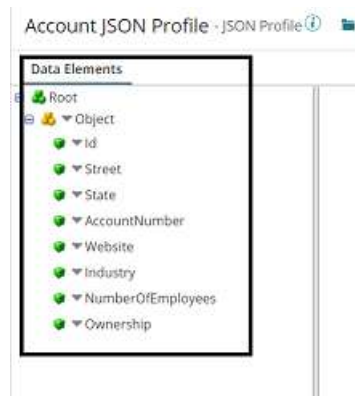 Account JSON Profile - JSON Profile
Data Elements
Root
Object
Id
Street
State
AccountNumber
Website
Industry
NumberOfEmployees
Ownership